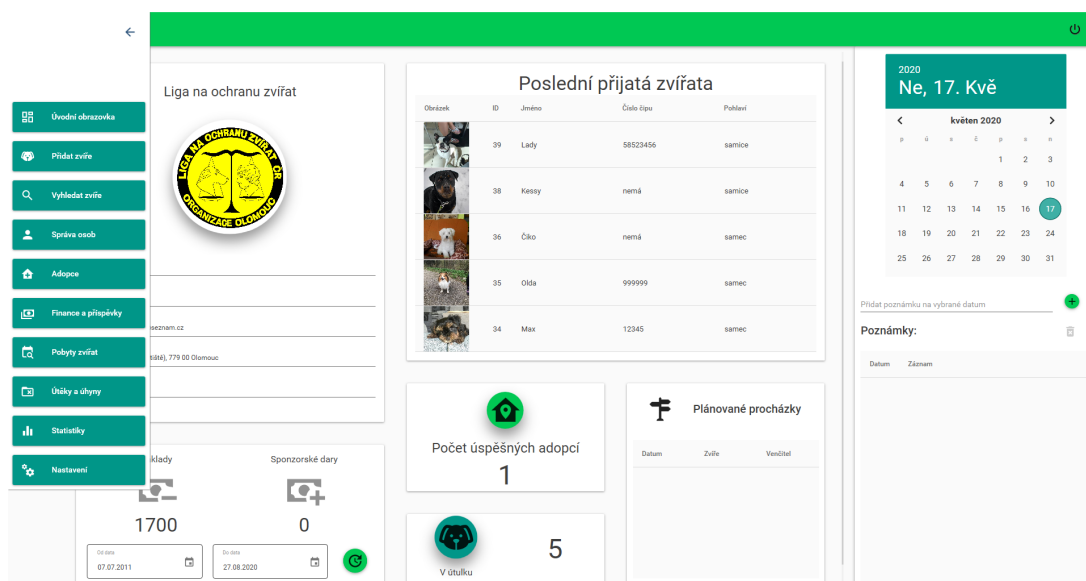 Úvodní obrazovka
Přidat zvíře
Vyhledat zvíře
Správa osob
Adopce
Finance a příspěvky
Pobyty zvířat
Útěky a úhyny
Statistiky
Nastavení
Liga na ochranu zvířat
LIGA NA OCHRANU ZVÍŘAT ČR
ORGANIZACE OLOMOUC
seznam.cz
779 00 Olomouc
klady
1700
Od data
07.07.2011
Sponzorské dary
0
Do data
27.08.2020
Poslední přijatá zvířata
Obrázek ID Jméno Číslo čipu Pohlaví
39 Lady 58523456 samice
38 Kessy nemá samice
36 Čiko nemá samec
35 Olda 999999 samec
34 Max 12345 samec
Počet úspěšných adopcí
1
V útulku
5
Plánované procházky
Datum Zvíře Venčitel
2020
Ne, 17. Kvě
květen 2020
p ú s č p s n
1 2 3
4 5 6 7 8 9 10
11 12 13 14 15 16 17
18 19 20 21 22 23 24
25 26 27 28 29 30 31
Přidat poznámku na vybrané datum
Poznámky:
Datum Záznam